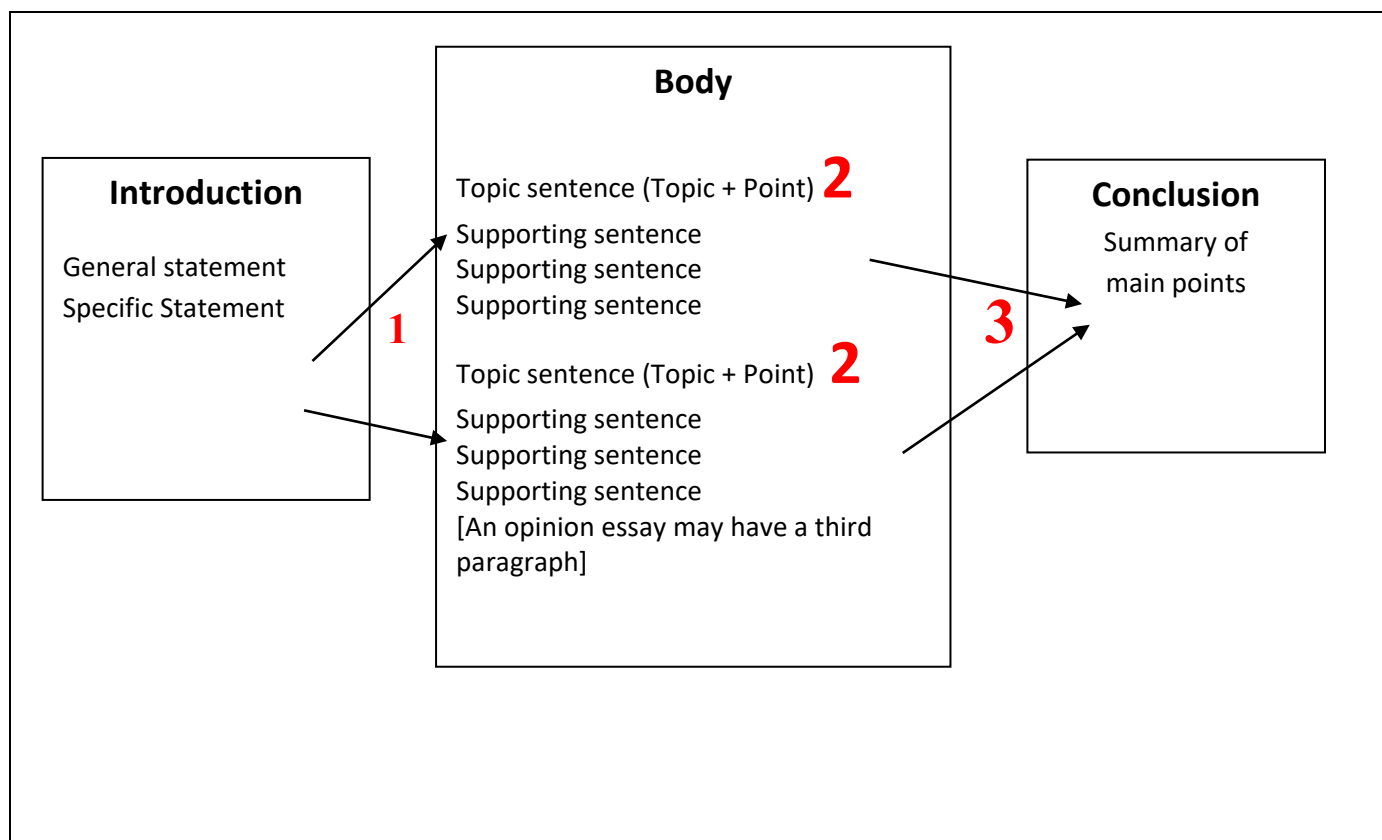 Introduction
General statement
Specific Statement
1
Body
Topic sentence (Topic + Point) 2
Supporting sentence
Supporting sentence
Supporting sentence
Topic sentence (Topic + Point) 2
Supporting sentence
Supporting sentence
Supporting sentence
[An opinion essay may have a third
paragraph]
3
Conclusion
Summary of
main points